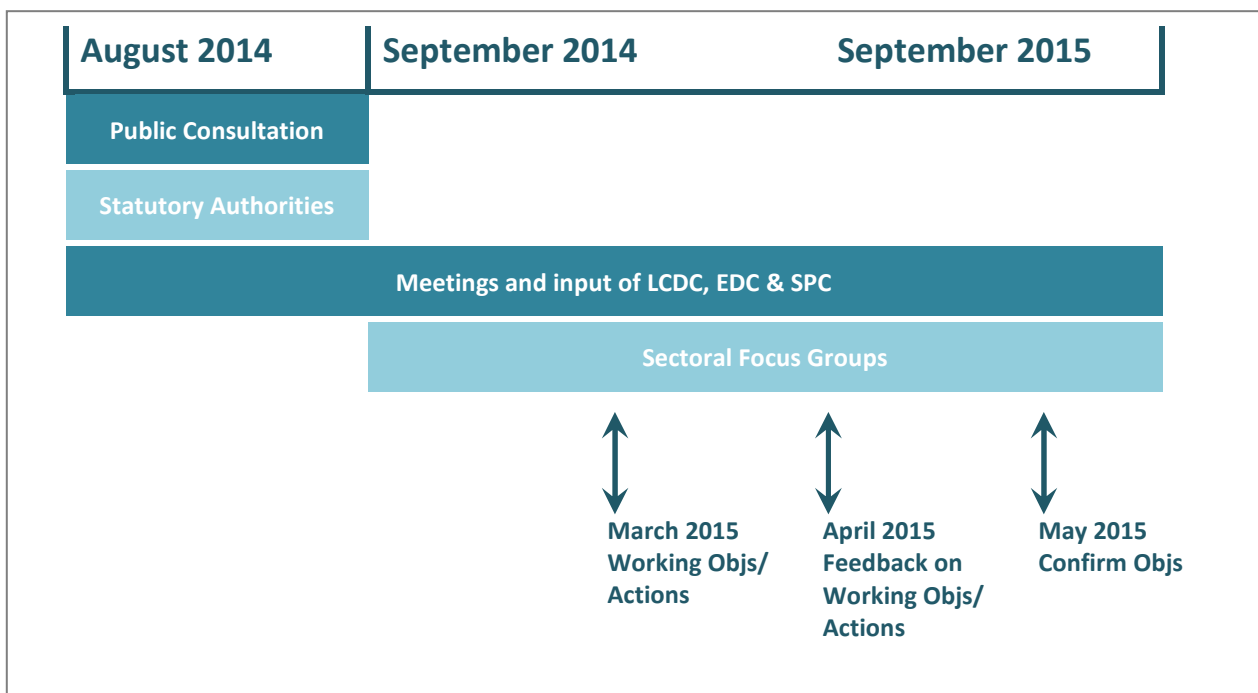 August 2014
September 2014
September 2015
Public Consultation
Statutory Authorities
Meetings and input of LCDC, EDC & SPC
Sectoral Focus Groups
March 2015
Working Objs/
Actions
April 2015
Feedback on
Working Objs/
Actions
May 2015
Confirm Objs